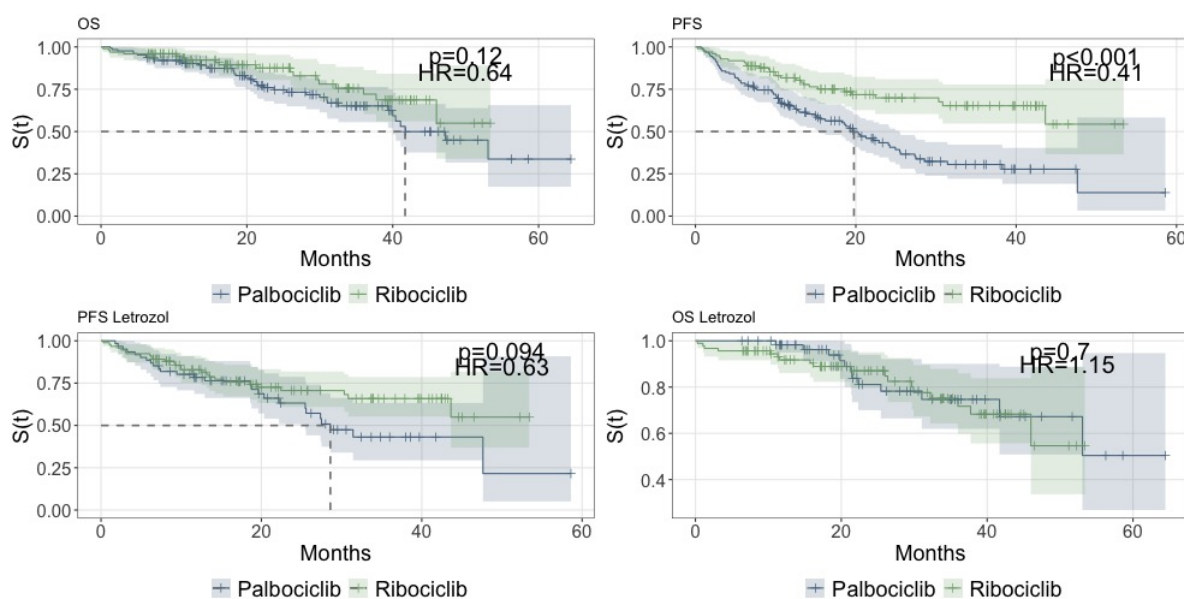 OS
1.00
0.75
0.50
0.25
0.00
S(t)
p=0.12
HR=0.64
0
20
40
60
Months
Palbociclib
Ribociclib
PFS
1.00
0.75
0.50
0.25
0.00
S(t)
p≤0.001
HR=0.41
0
20
40
60
Months
Palbociclib
Ribociclib
PFS Letrozol
1.00
0.75
0.50
0.25
0.00
S(t)
p=0.094
HR=0.63
0
20
40
60
Months
Palbociclib
Ribociclib
OS Letrozol
1.0
0.8
0.6
0.4
S(t)
p=0.7
HR=1.15
0
20
40
60
Months
Palbociclib
Ribociclib